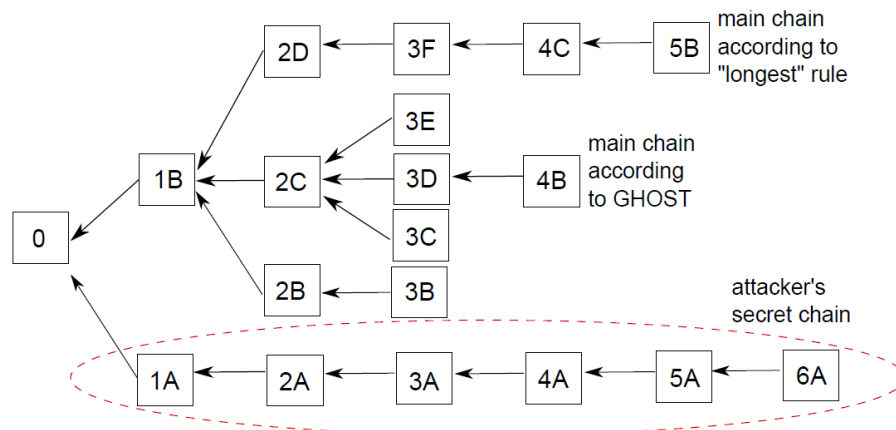 2D
3F
4C
5B
main chain
according to
"longest" rule
3E
1B
2C
3D
4B
main chain
according
to GHOST
0
3C
2B
3B
attacker's
secret chain
1A
2A
3A
4A
5A
6A